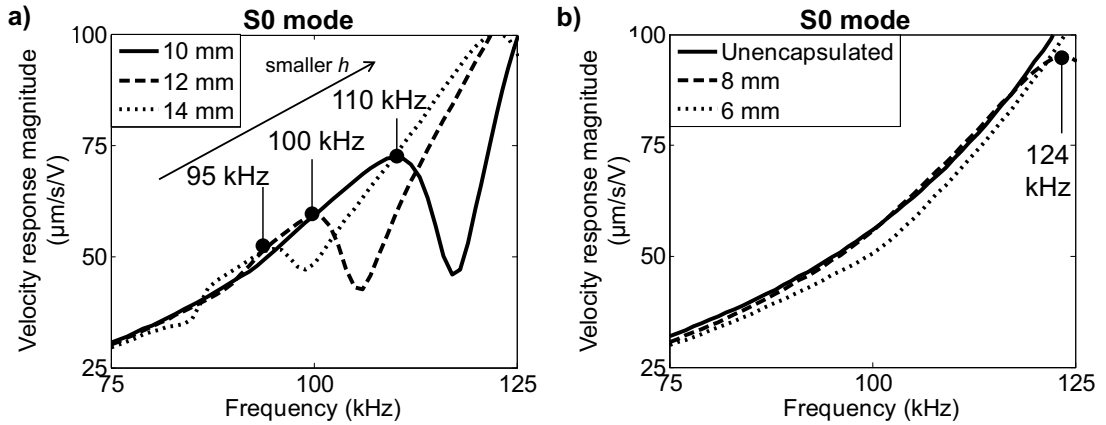 a)
S0 mode
Velocity response magnitude
(µm/s/V)
100
75
50
25
10 mm
12 mm
14 mm
smaller h
110 kHz
100 kHz
95 kHz
75
100
125
Frequency (kHz)
b)
S0 mode
Velocity response magnitude
(µm/s/V)
100
75
50
25
Unencapsulated
8 mm
6 mm
124
kHz
75
100
125
Frequency (kHz)